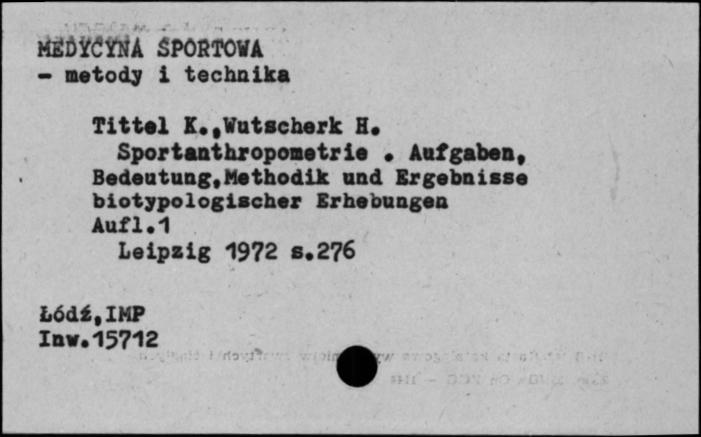 MEDYCYNA SPORTOWA
- metody i technika
Tittel K.,Wutscherk H.
Sportanthropometrie . Aufgaben,
Bedeutung,Methodik und Ergebnisse
biotypologischer Erhebungen
Aufl.1
Leipzig 1972 s.276
Łódź,IMP
Inw.15712